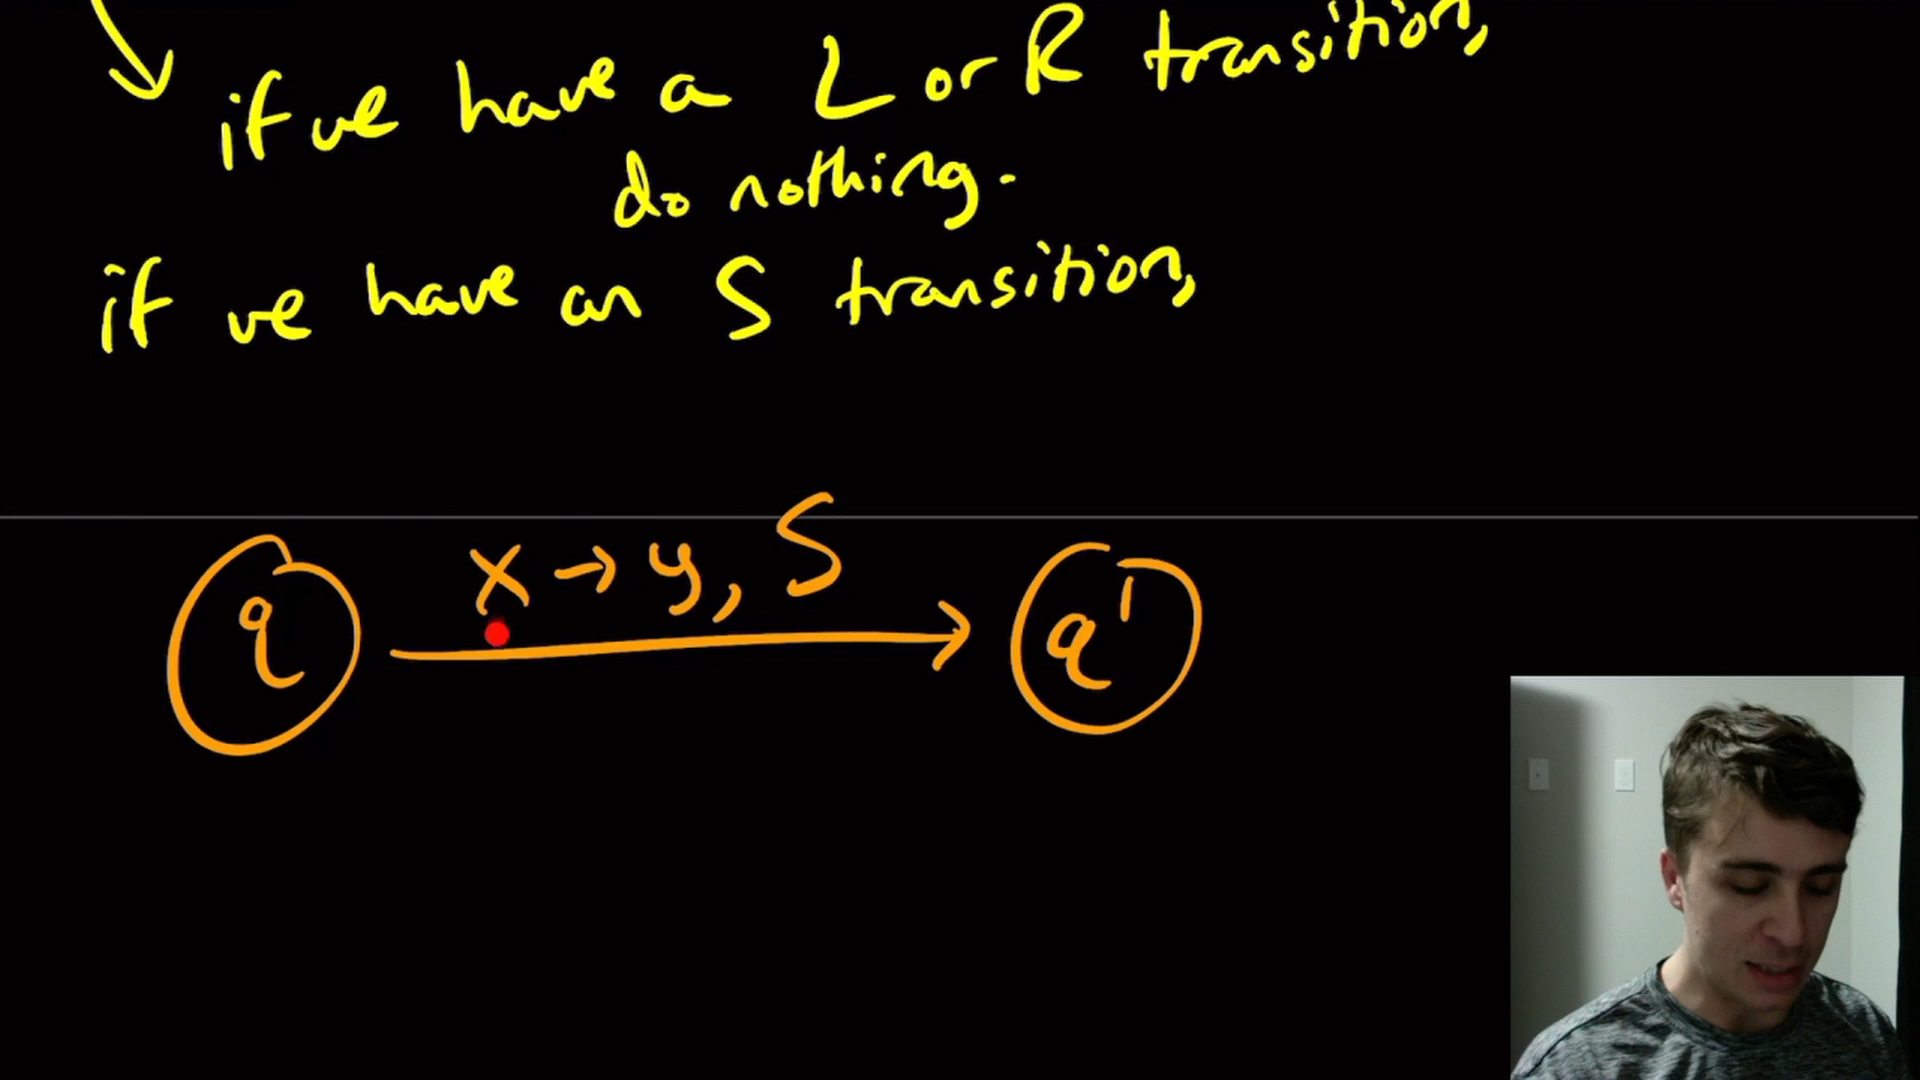 if we have a L or R transition,
do nothing.
if we have an S transition,
x → y, S
q
q'